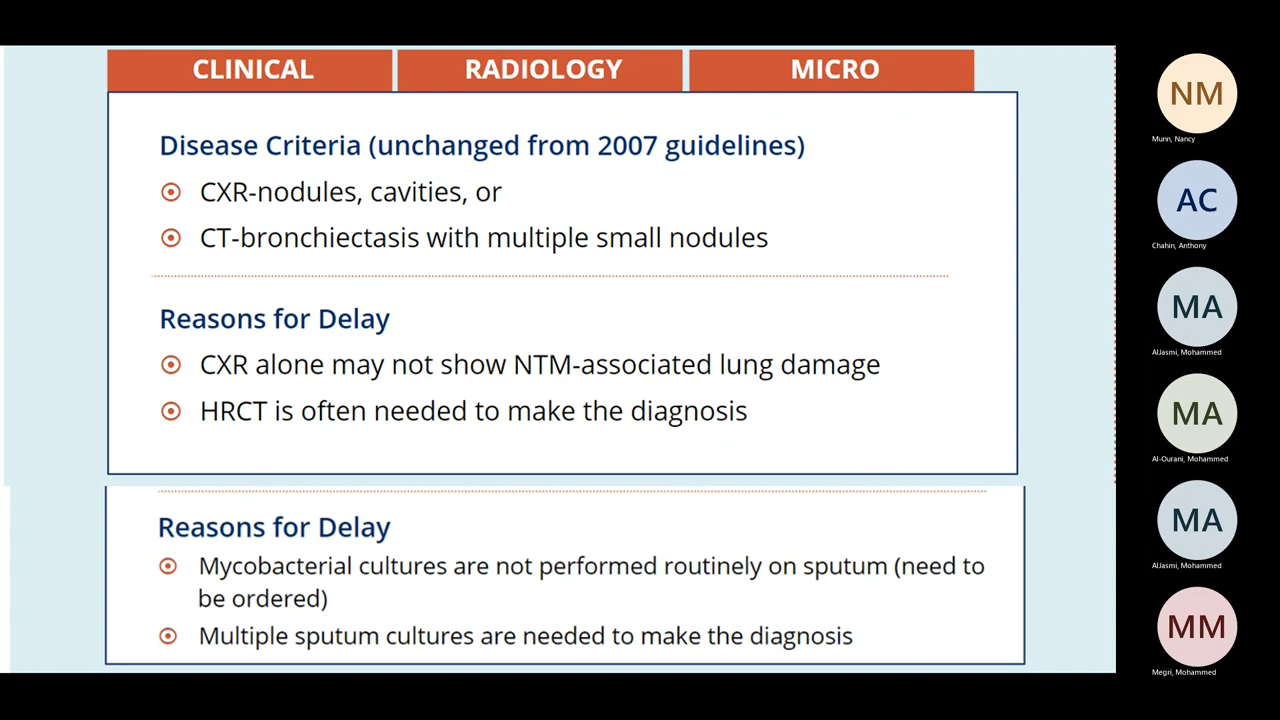 CLINICAL
RADIOLOGY
MICRO
Disease Criteria (unchanged from 2007 guidelines)
CXR-nodules, cavities, or
CT-bronchiectasis with multiple small nodules
Reasons for Delay
CXR alone may not show NTM-associated lung damage
HRCT is often needed to make the diagnosis
Reasons for Delay
Mycobacterial cultures are not performed routinely on sputum (need to
be ordered)
Multiple sputum cultures are needed to make the diagnosis
NM
Munn, Nancy
AC
Chahin, Anthony
MA
AlJasmi, Mohammed
MA
Al-Ourani, Mohammed
MA
AlJasmi, Mohammed
MM
Megri, Mohammed